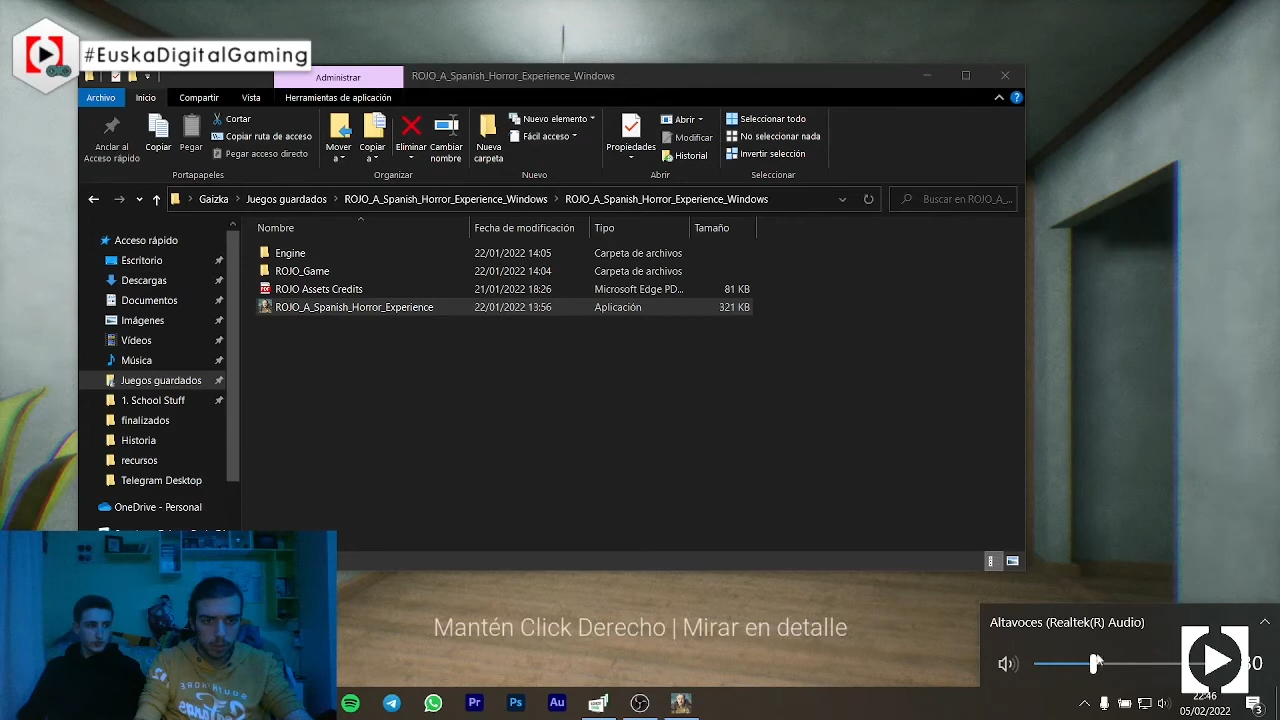 #EuskaDigitalGaming
Administrar
ROJO_A_Spanish_Horror_Experience_Windows
Archivo
Inicio
Compartir
Vista
Herramientas de aplicación
Anclar al
Acceso rápido
Copiar
Pegar
Cortar
Copiar ruta de acceso
Pegar acceso directo
Portapapeles
Mover
a
Copiar
a
Eliminar
Cambiar
nombre
Organizar
Nueva
carpeta
Nuevo elemento
Fácil acceso
Nuevo
Propiedades
Abrir
Modificar
Historial
Abrir
Seleccionar todo
No seleccionar nada
Invertir selección
Seleccionar
Gaizka > Juegos guardados > ROJO_A_Spanish_Horror_Experience_Windows > ROJO_A_Spanish_Horror_Experience_Windows
Buscar en ROJO_A_...
Nombre Fecha de modificación Tipo Tamaño
Engine 22/01/2022 14:05 Carpeta de archivos
ROJO_Game 22/01/2022 14:04 Carpeta de archivos
ROJO Assets Credits 21/01/2022 18:26 Microsoft Edge PD... 81 KB
ROJO_A_Spanish_Horror_Experience 22/01/2022 13:56 Aplicación 321 KB
Acceso rápido
Escritorio
Descargas
Documentos
Imágenes
Vídeos
Música
Juegos guardados
1. School Stuff
finalizados
Historia
recursos
Telegram Desktop
OneDrive - Personal
Mantén Click Derecho | Mirar en detalle
Altavoces (Realtek(R) Audio)
Pr
Ps
Au
22:46
05/02/2022
3